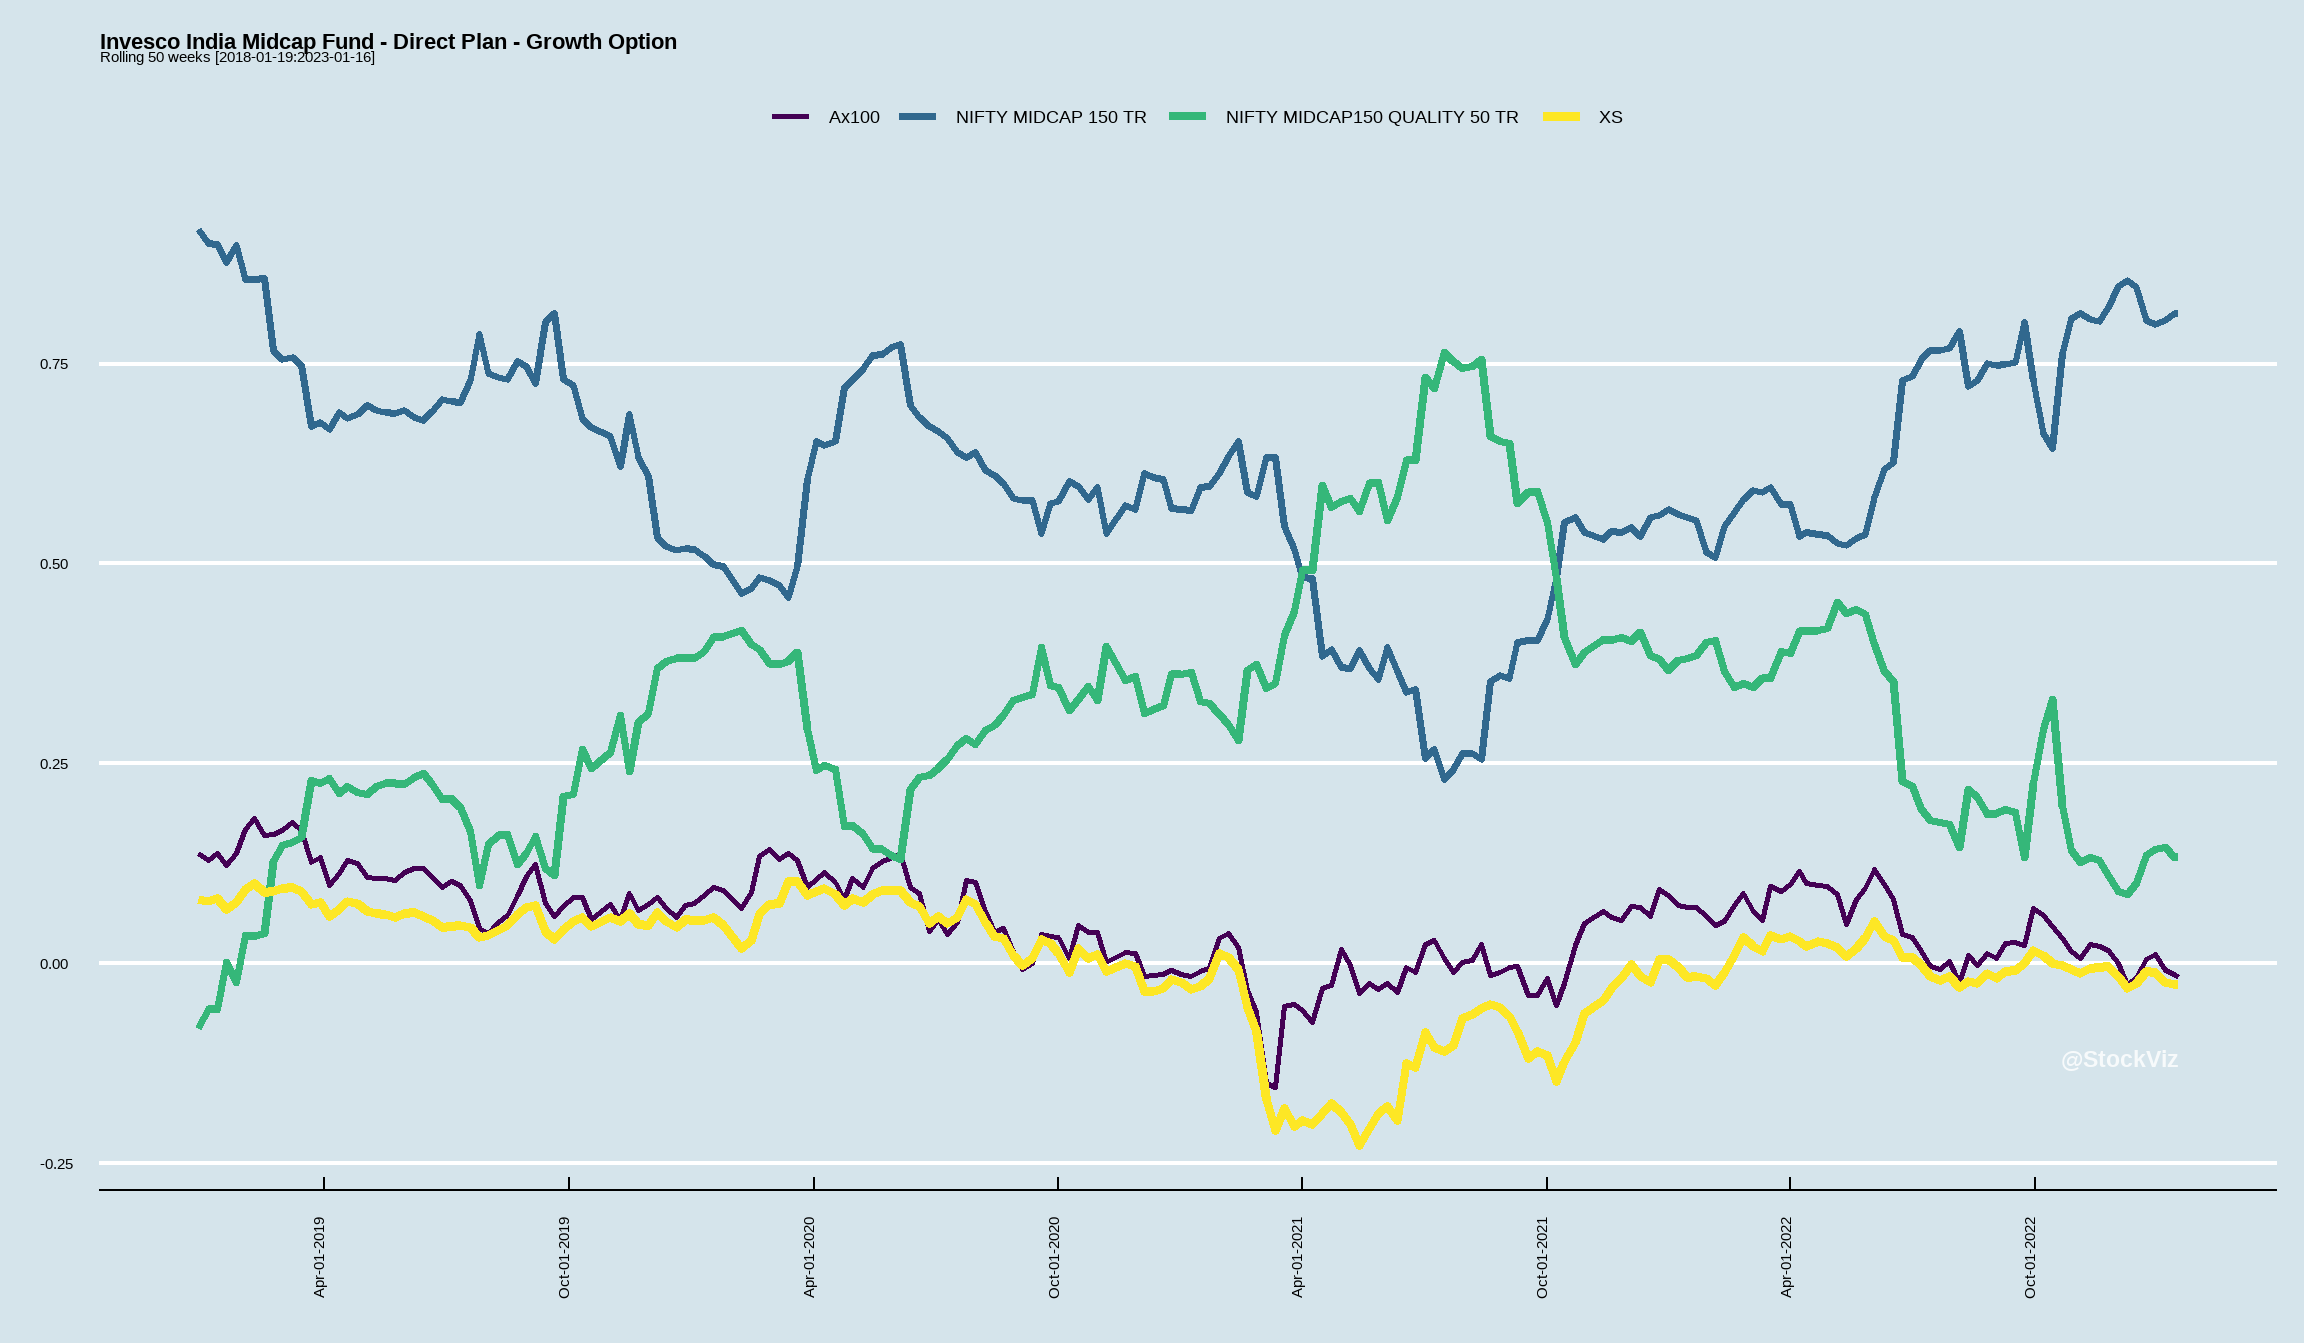 Invesco India Midcap Fund - Direct Plan - Growth Option
Rolling 50 weeks [2018-01-19:2023-01-16]
Ax100 NIFTY MIDCAP 150 TR NIFTY MIDCAP150 QUALITY 50 TR XS
0.75
0.50
0.25
0.00
-0.25
@StockViz
Apr-01-2019 Oct-01-2019 Apr-01-2020 Oct-01-2020 Apr-01-2021 Oct-01-2021 Apr-01-2022 Oct-01-2022